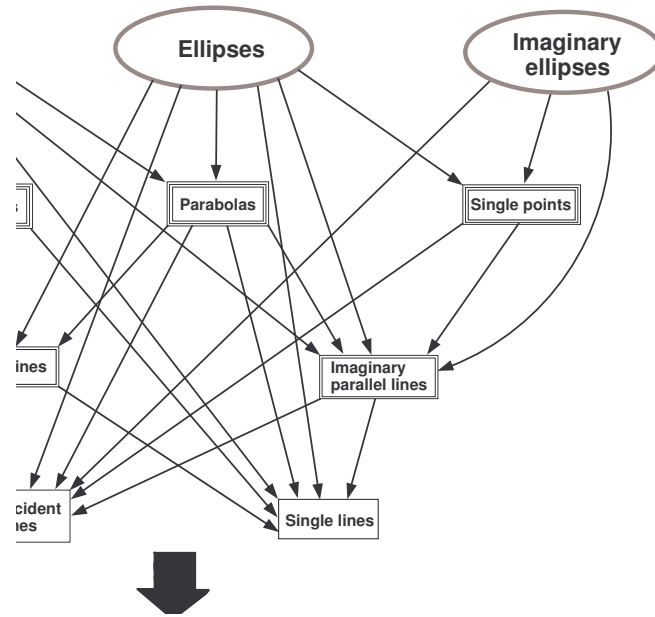 Ellipses
Imaginary
ellipses
Parabolas
Single points
Imaginary
parallel lines
Single lines